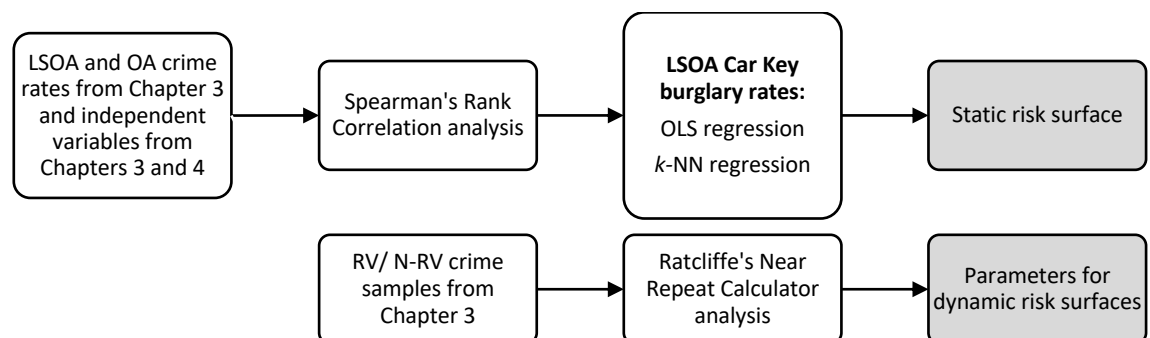 LSOA and OA crime
rates from Chapter 3
and independent
variables from
Chapters 3 and 4
Spearman's Rank
Correlation analysis
LSOA Car Key
burglary rates:
OLS regression
k-NN regression
Static risk surface
RV/ N-RV crime
samples from
Chapter 3
Ratcliffe's Near
Repeat Calculator
analysis
Parameters for
dynamic risk surfaces